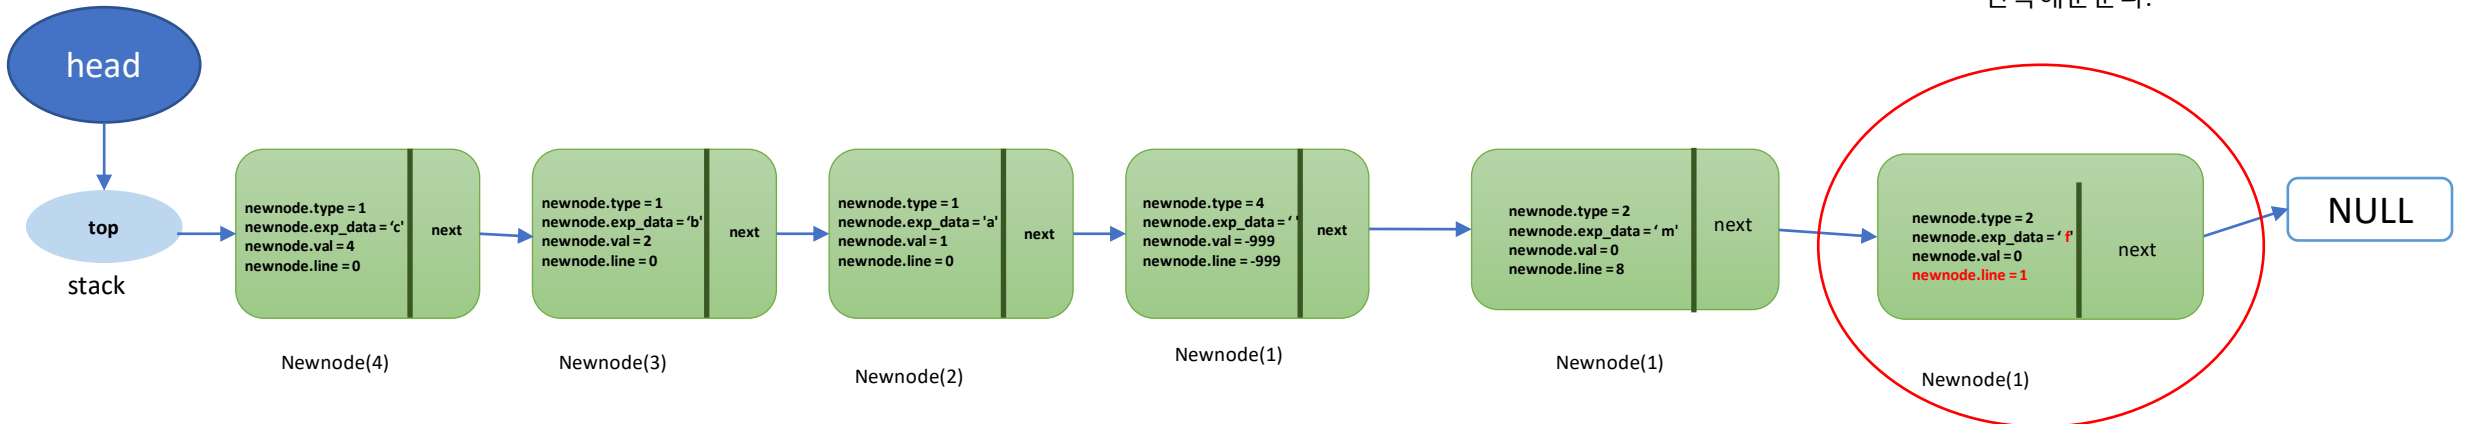 head
top
stack
newnode.type = 1
newnode.exp_data = ‘c'
newnode.val = 4
newnode.line = 0
next
Newnode(4)
newnode.type = 1
newnode.exp_data = ‘b'
newnode.val = 2
newnode.line = 0
next
Newnode(3)
newnode.type = 1
newnode.exp_data = 'a'
newnode.val = 1
newnode.line = 0
next
Newnode(2)
newnode.type = 4
newnode.exp_data = ‘ '
newnode.val = -999
newnode.line = -999
next
Newnode(1)
newnode.type = 2
newnode.exp_data = ‘ m'
newnode.val = 0
newnode.line = 8
next
Newnode(1)
newnode.type = 2
newnode.exp_data = ‘ f'
newnode.val = 0
newnode.line = 1
next
Newnode(1)
NULL